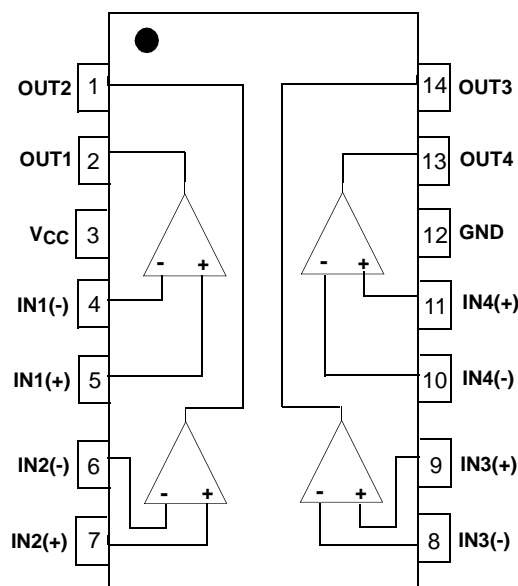 OUT2 1 14 OUT3
OUT1 2 13 OUT4
VCC 3 12 GND
- + - +
IN1(-) 4 11 IN4(+)
IN1(+) 5 10 IN4(-)
IN2(-) 6 9 IN3(+)
- + - +
IN2(+) 7 8 IN3(-)